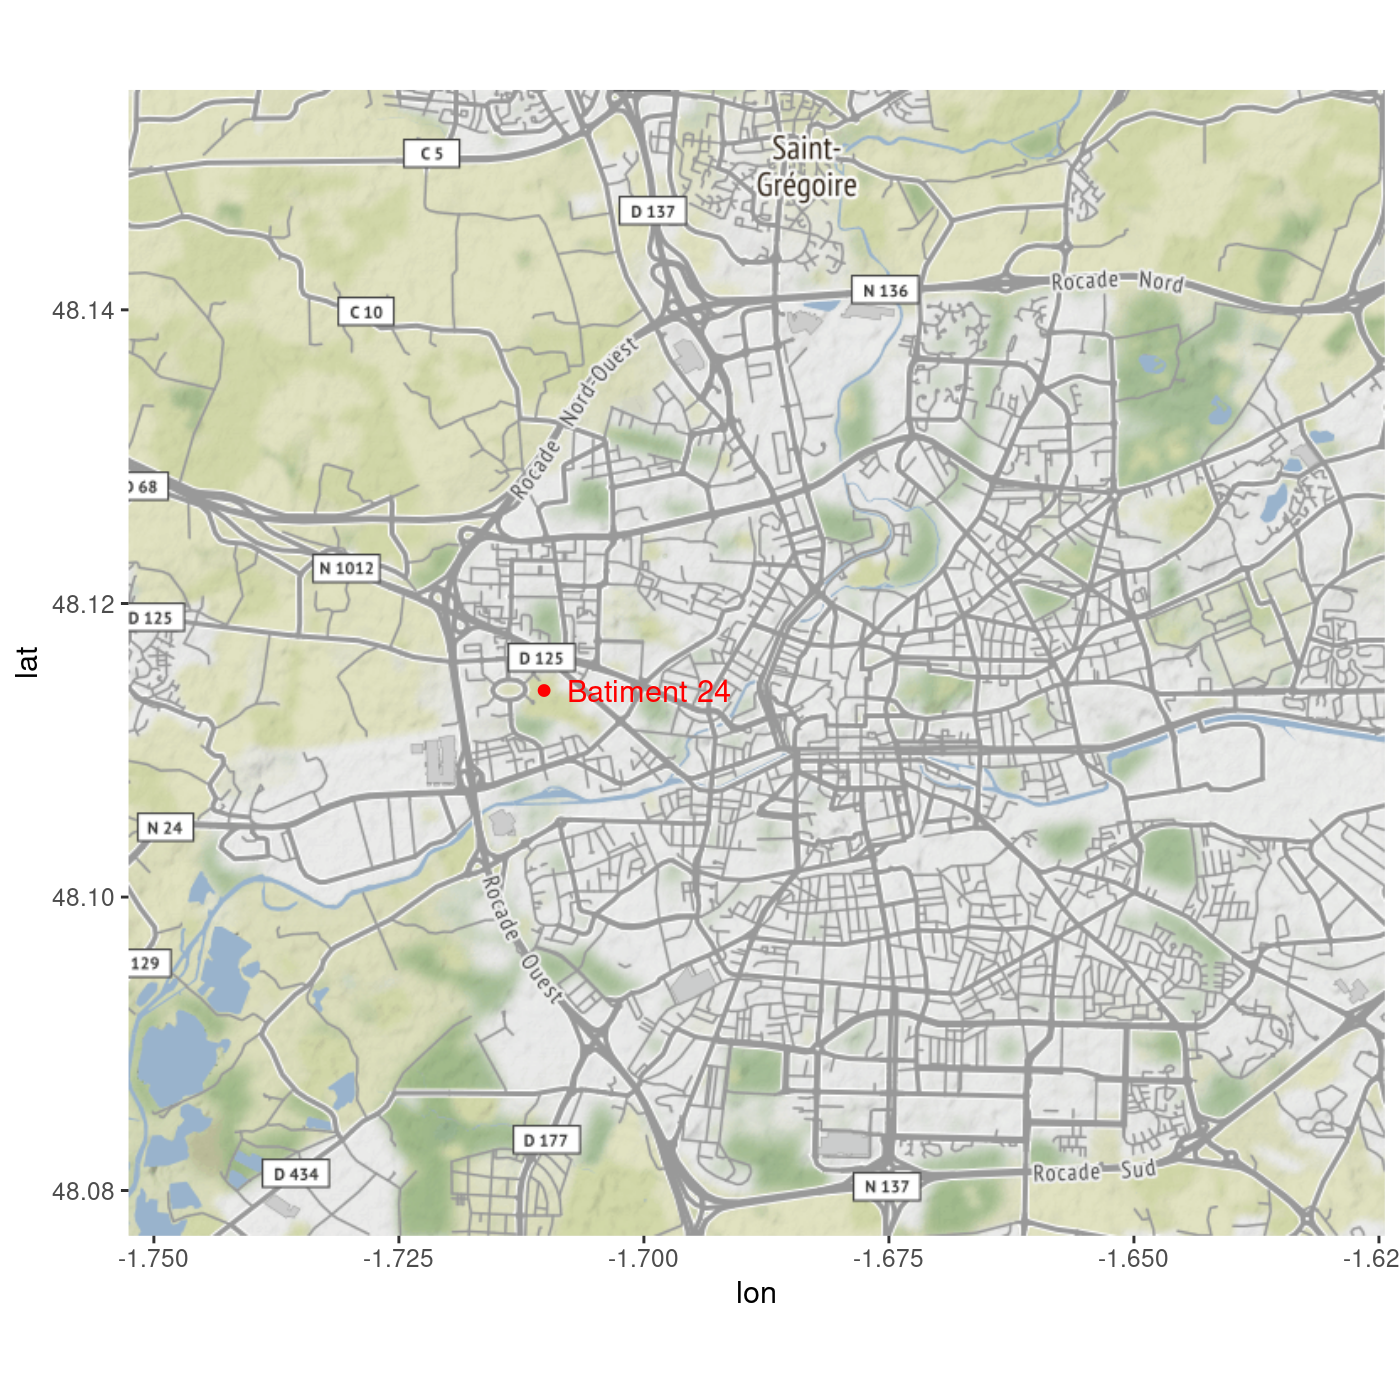 Saint-
Grégoire
C 5
D 137
N 136
Rocade Nord
C 10
48.14
Rocade Nord-Ouest
D 68
N 1012
48.12
D 125
D 125
lat
Batiment 24
N 24
48.10
Rocade Ouest
129
D 177
D 434
Rocade Sud
N 137
48.08
-1.750
-1.725
-1.700
-1.675
-1.650
-1.62
lon